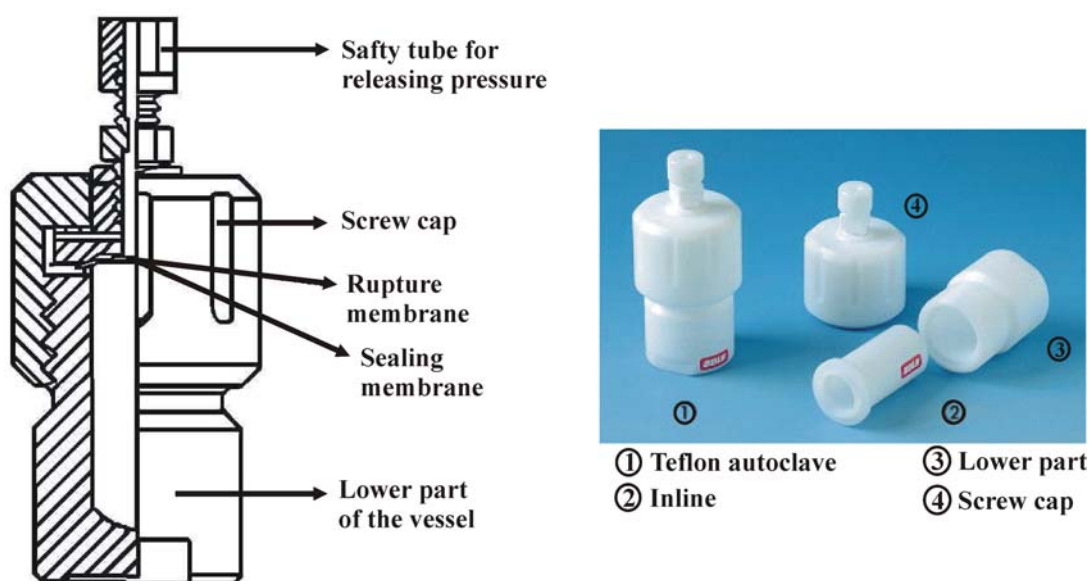 Safty tube for
releasing pressure
Screw cap
Rupture
membrane
Sealing
membrane
Lower part
of the vessel
④
③
②
①
① Teflon autoclave
② Inline
③ Lower part
④ Screw cap